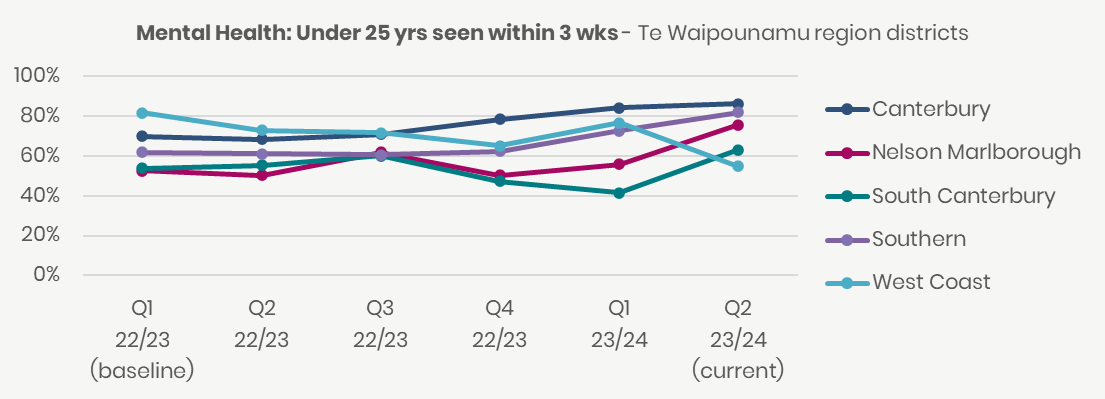 Mental Health: Under 25 yrs seen within 3 wks - Te Waipounamu region districts
100%
80%
60%
40%
20%
0%
Q1 Q2 Q3 Q4 Q1 Q2
22/23 22/23 22/23 22/23 23/24 23/24
(baseline) (current)
Canterbury
Nelson Marlborough
South Canterbury
Southern
West Coast